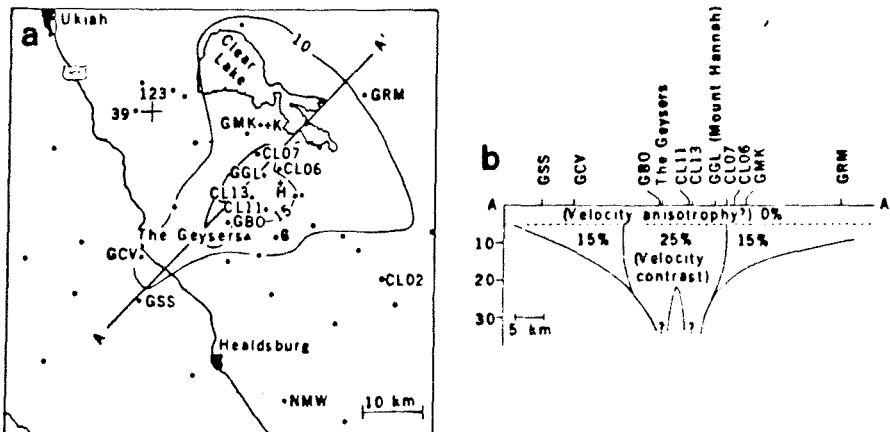 a
Ukiah
Clear
Lake
10
A'
123
39
GRM
GMK
K
CL07
GGL
CL06
CL13
H
CL11
15
GBO
The Geysers
G
GCV
CL02
GSS
A
Healdsburg
NMW
10 km
b
GSS
GCV
GBO
The Geysers
CL11
CL13
GGL (Mount Hannah)
CL07
CL06
GMK
GRM
A
A
(Velocity anisotropy?) 0%
10
15%
25%
15%
(Velocity
contrast)
20
30
?
?
5 km